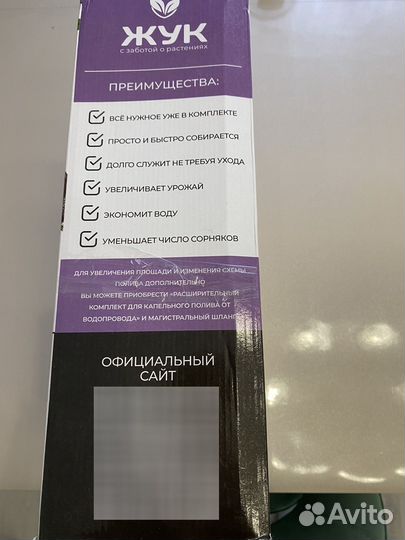 ЖУК
с заботой о растениях
ПРЕИМУЩЕСТВА:
ВСЁ НУЖНОЕ УЖЕ В КОМПЛЕКТЕ
ПРОСТО И БЫСТРО СОБИРАЕТСЯ
ДОЛГО СЛУЖИТ НЕ ТРЕБУЯ УХОДА
УВЕЛИЧИВАЕТ УРОЖАЙ
ЭКОНОМИТ ВОДУ
УМЕНЬШАЕТ ЧИСЛО СОРНЯКОВ
ДЛЯ УВЕЛИЧЕНИЯ ПЛОЩАДИ И ИЗМЕНЕНИЯ СХЕМЫ
ПОЛИВА ДОПОЛНИТЕЛЬНО
ВЫ МОЖЕТЕ ПРИОБРЕСТИ «РАСШИРИТЕЛЬНЫЙ
КОМПЛЕКТ ДЛЯ КАПЕЛЬНОГО ПОЛИВА ОТ
ВОДОПРОВОДА» И МАГИСТРАЛЬНЫЙ ШЛАНГ
ОФИЦИАЛЬНЫЙ
САЙТ
Avito